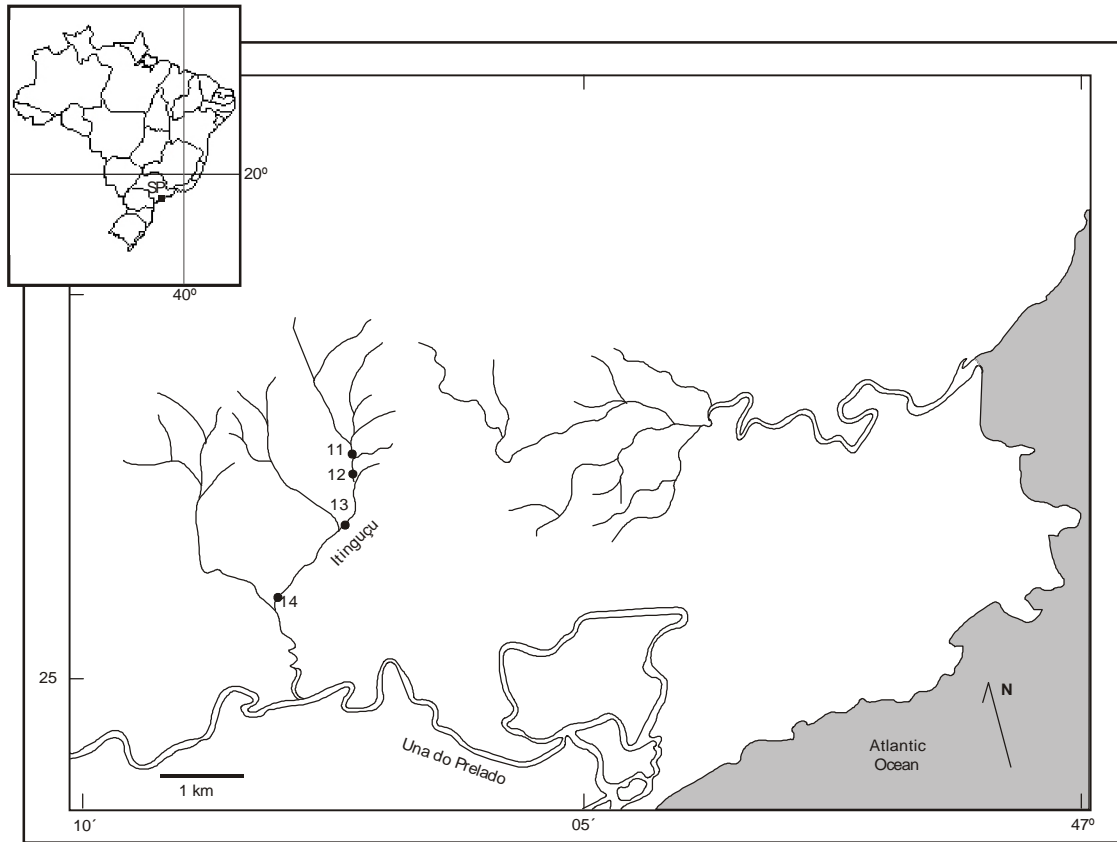 SP
20º
40º
11
12
13
Itinguçu
14
25
N
Una do Prelado
Atlantic
Ocean
1 km
10´
05´
47º